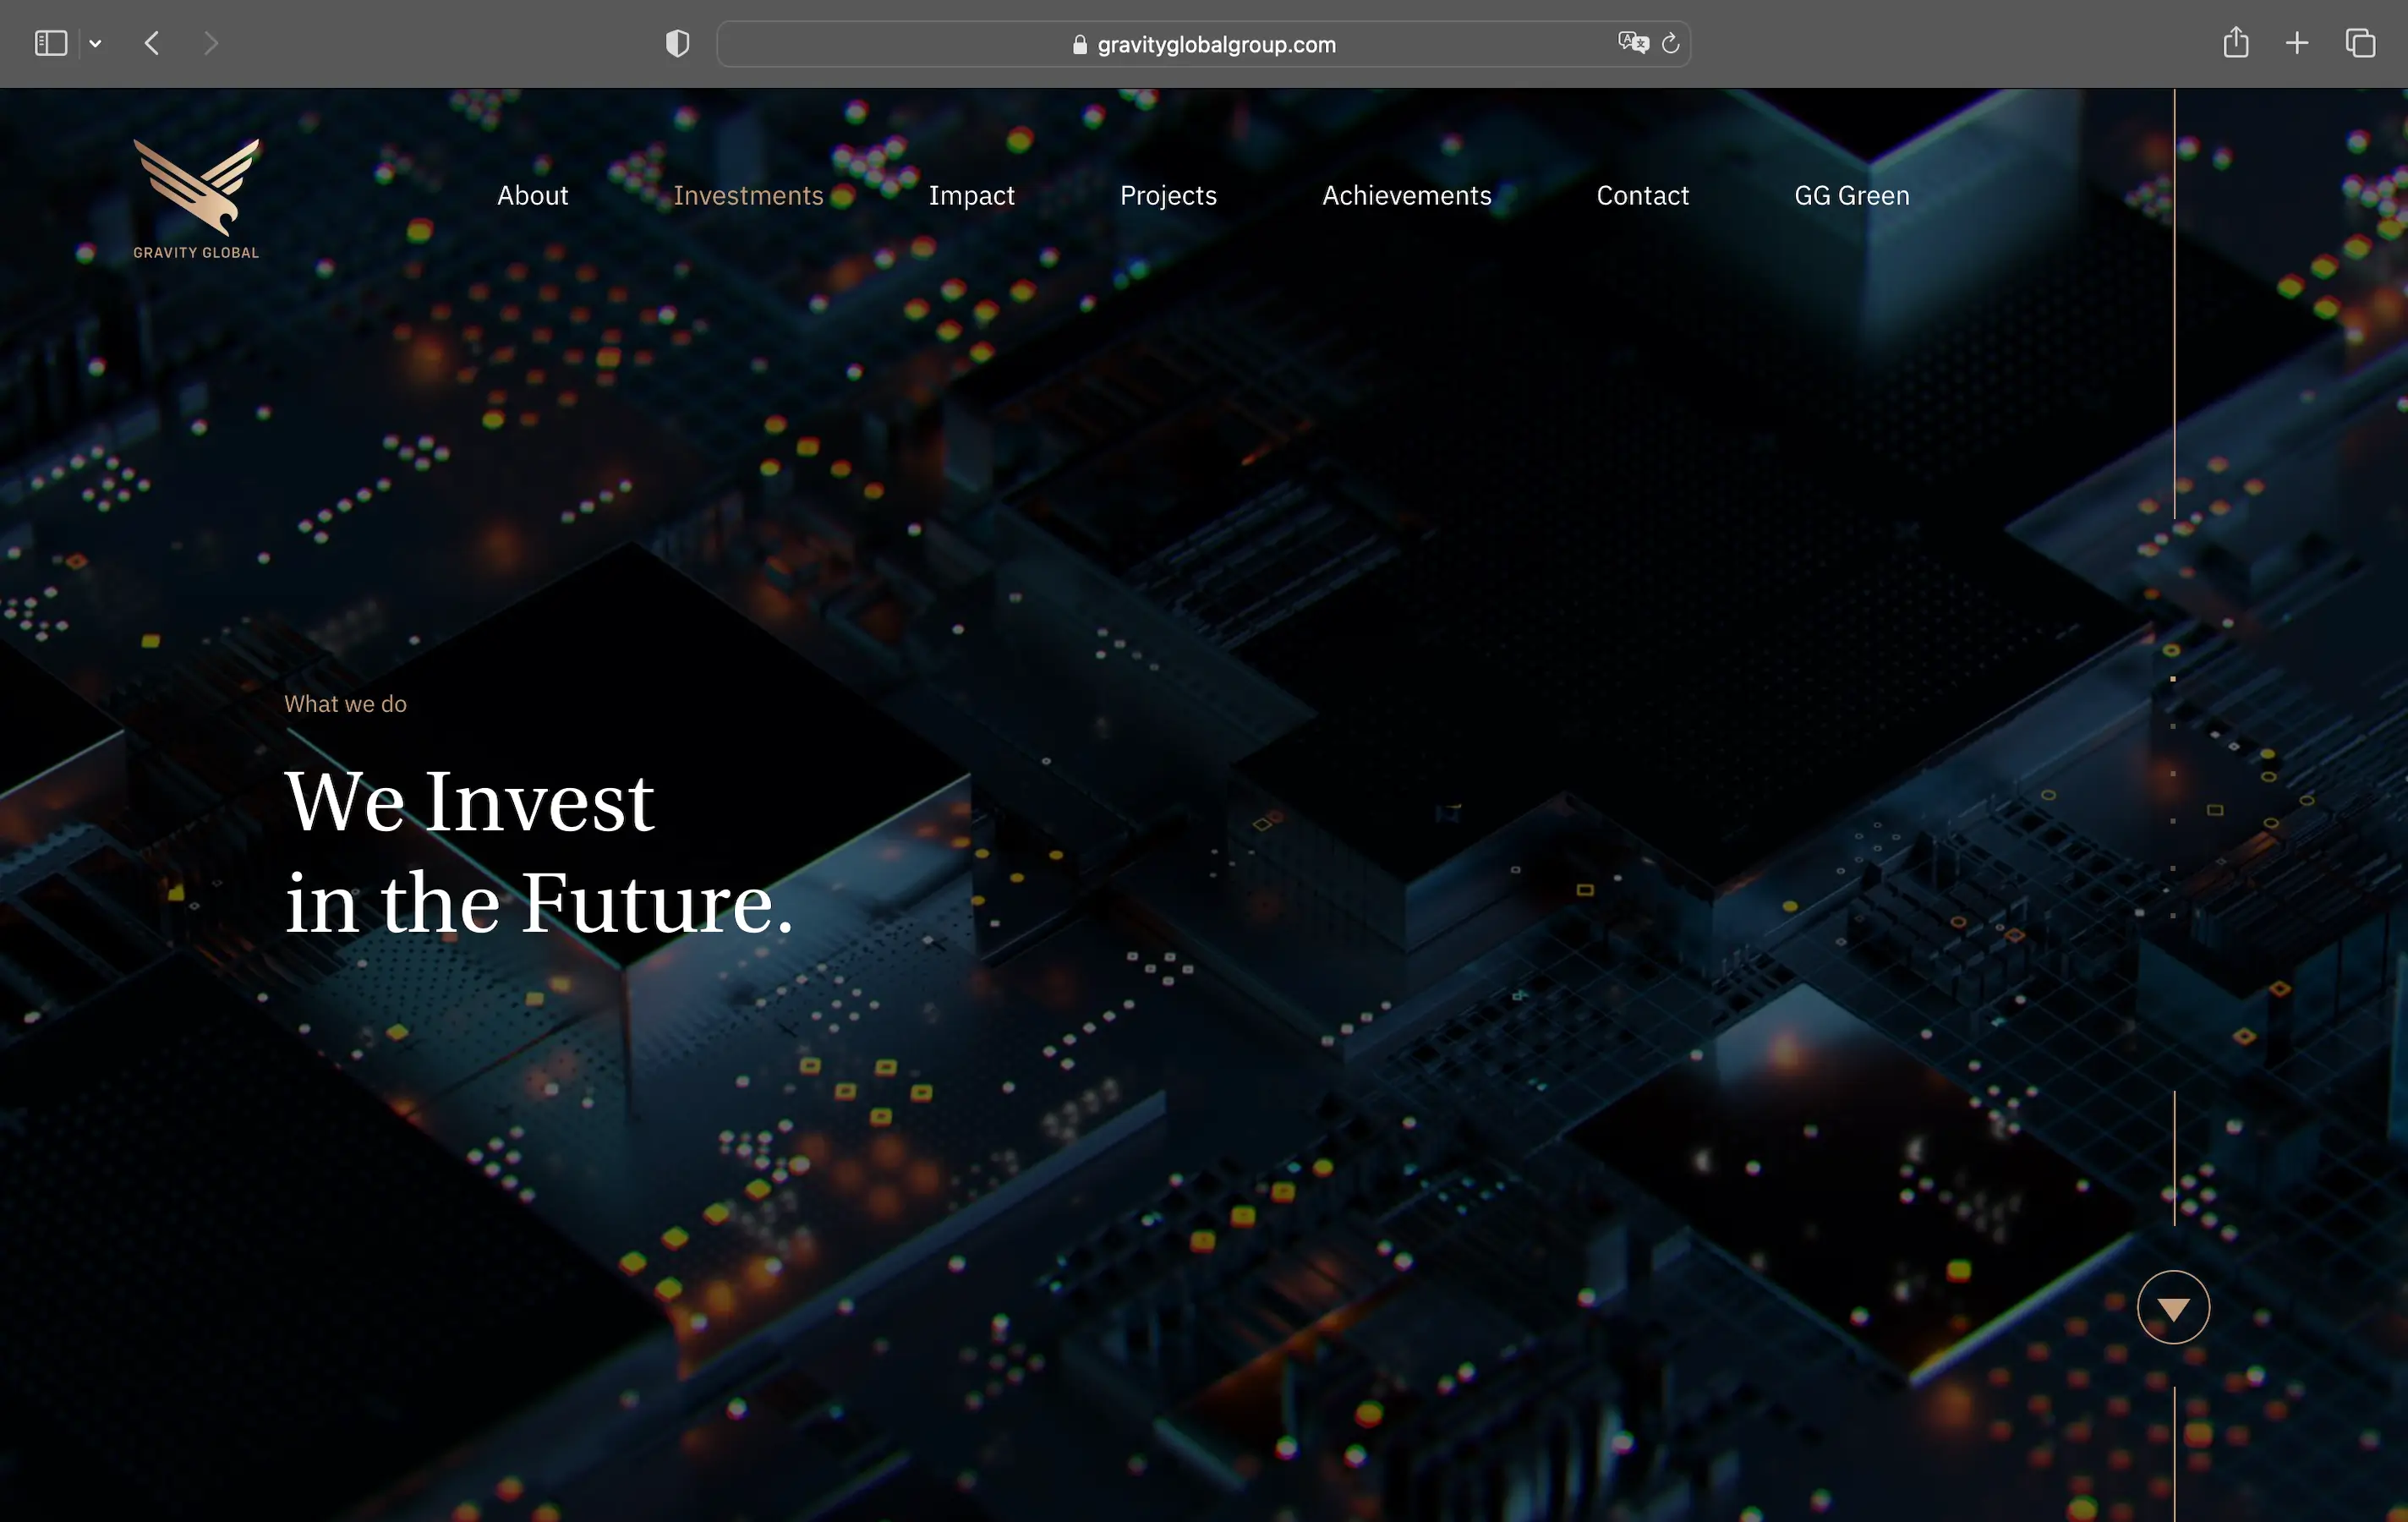 gravityglobalgroup.com
GRAVITY GLOBAL
About Investments Impact Projects Achievements Contact GG Green
What we do
We Invest
in the Future.